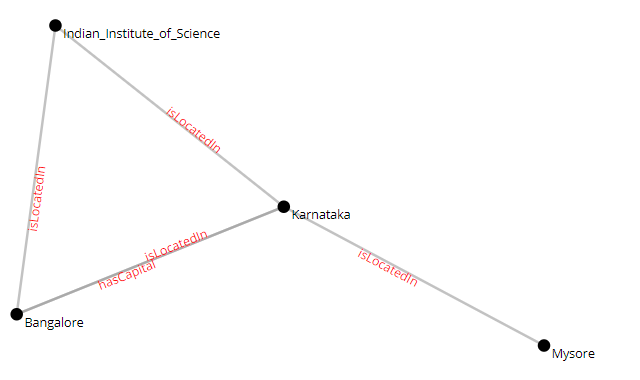 Indian_Institute_of_Science
isLocatedIn
isLocatedIn
Karnataka
isLocatedIn
hasCapital
isLocatedIn
Bangalore
Mysore